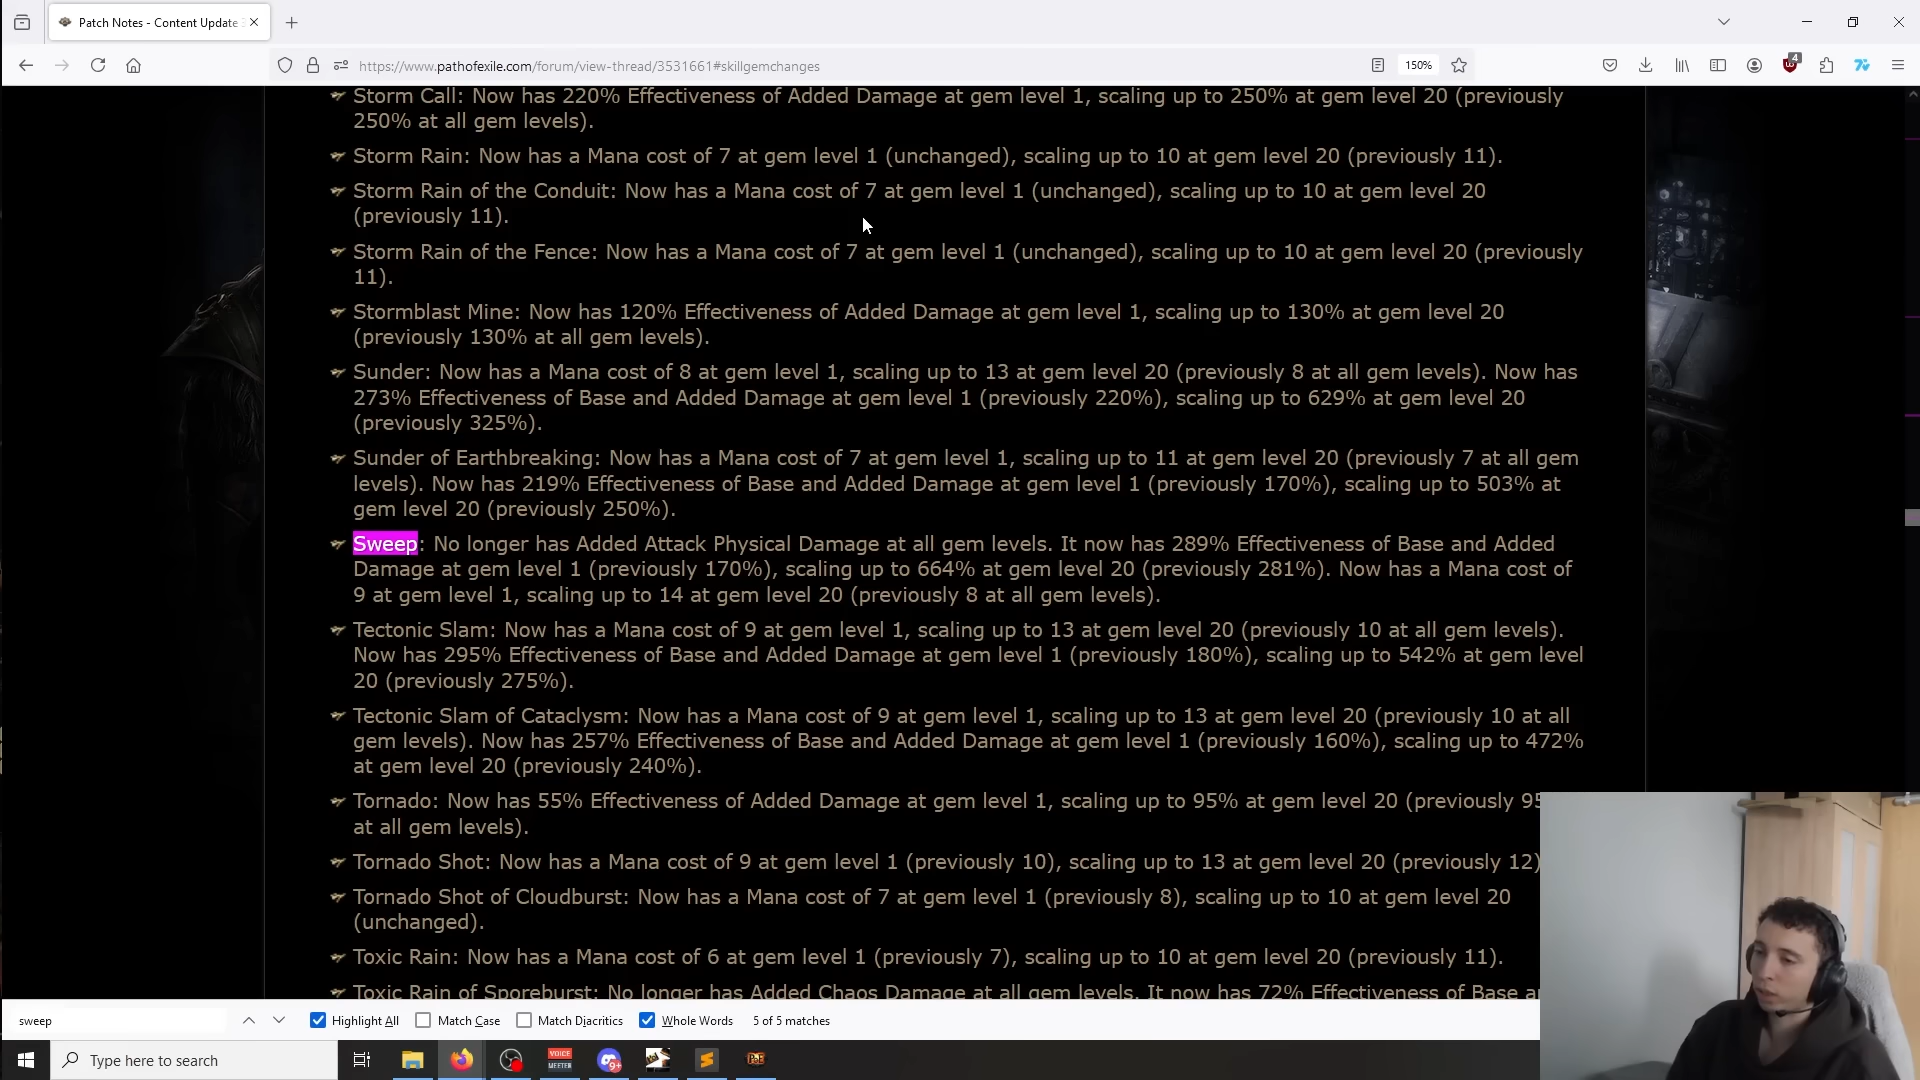 Patch Notes - Content Update
https://www.pathofexile.com/forum/view-thread/3531661#skillgemchanges
150%
4
Storm Call: Now has 220% Effectiveness of Added Damage at gem level 1, scaling up to 250% at gem level 20 (previously
250% at all gem levels).
Storm Rain: Now has a Mana cost of 7 at gem level 1 (unchanged), scaling up to 10 at gem level 20 (previously 11).
Storm Rain of the Conduit: Now has a Mana cost of 7 at gem level 1 (unchanged), scaling up to 10 at gem level 20
(previously 11).
Storm Rain of the Fence: Now has a Mana cost of 7 at gem level 1 (unchanged), scaling up to 10 at gem level 20 (previously
11).
Stormblast Mine: Now has 120% Effectiveness of Added Damage at gem level 1, scaling up to 130% at gem level 20
(previously 130% at all gem levels).
Sunder: Now has a Mana cost of 8 at gem level 1, scaling up to 13 at gem level 20 (previously 8 at all gem levels). Now has
273% Effectiveness of Base and Added Damage at gem level 1 (previously 220%), scaling up to 629% at gem level 20
(previously 325%).
Sunder of Earthbreaking: Now has a Mana cost of 7 at gem level 1, scaling up to 11 at gem level 20 (previously 7 at all gem
levels). Now has 219% Effectiveness of Base and Added Damage at gem level 1 (previously 170%), scaling up to 503% at
gem level 20 (previously 250%).
Sweep: No longer has Added Attack Physical Damage at all gem levels. It now has 289% Effectiveness of Base and Added
Damage at gem level 1 (previously 170%), scaling up to 664% at gem level 20 (previously 281%). Now has a Mana cost of
9 at gem level 1, scaling up to 14 at gem level 20 (previously 8 at all gem levels).
Tectonic Slam: Now has a Mana cost of 9 at gem level 1, scaling up to 13 at gem level 20 (previously 10 at all gem levels).
Now has 295% Effectiveness of Base and Added Damage at gem level 1 (previously 180%), scaling up to 542% at gem level
20 (previously 275%).
Tectonic Slam of Cataclysm: Now has a Mana cost of 9 at gem level 1, scaling up to 13 at gem level 20 (previously 10 at all
gem levels). Now has 257% Effectiveness of Base and Added Damage at gem level 1 (previously 160%), scaling up to 472%
at gem level 20 (previously 240%).
Tornado: Now has 55% Effectiveness of Added Damage at gem level 1, scaling up to 95% at gem level 20 (previously 95
at all gem levels).
Tornado Shot: Now has a Mana cost of 9 at gem level 1 (previously 10), scaling up to 13 at gem level 20 (previously 12)
Tornado Shot of Cloudburst: Now has a Mana cost of 7 at gem level 1 (previously 8), scaling up to 10 at gem level 20
(unchanged).
Toxic Rain: Now has a Mana cost of 6 at gem level 1 (previously 7), scaling up to 10 at gem level 20 (previously 11).
Toxic Rain of Sporeburst: No longer has Added Chaos Damage at all gem levels. It now has 72% Effectiveness of Base
sweep
Highlight All
Match Case
Match Diacritics
Whole Words
5 of 5 matches
Type here to search
VOICE
MEETER
9+
PoE